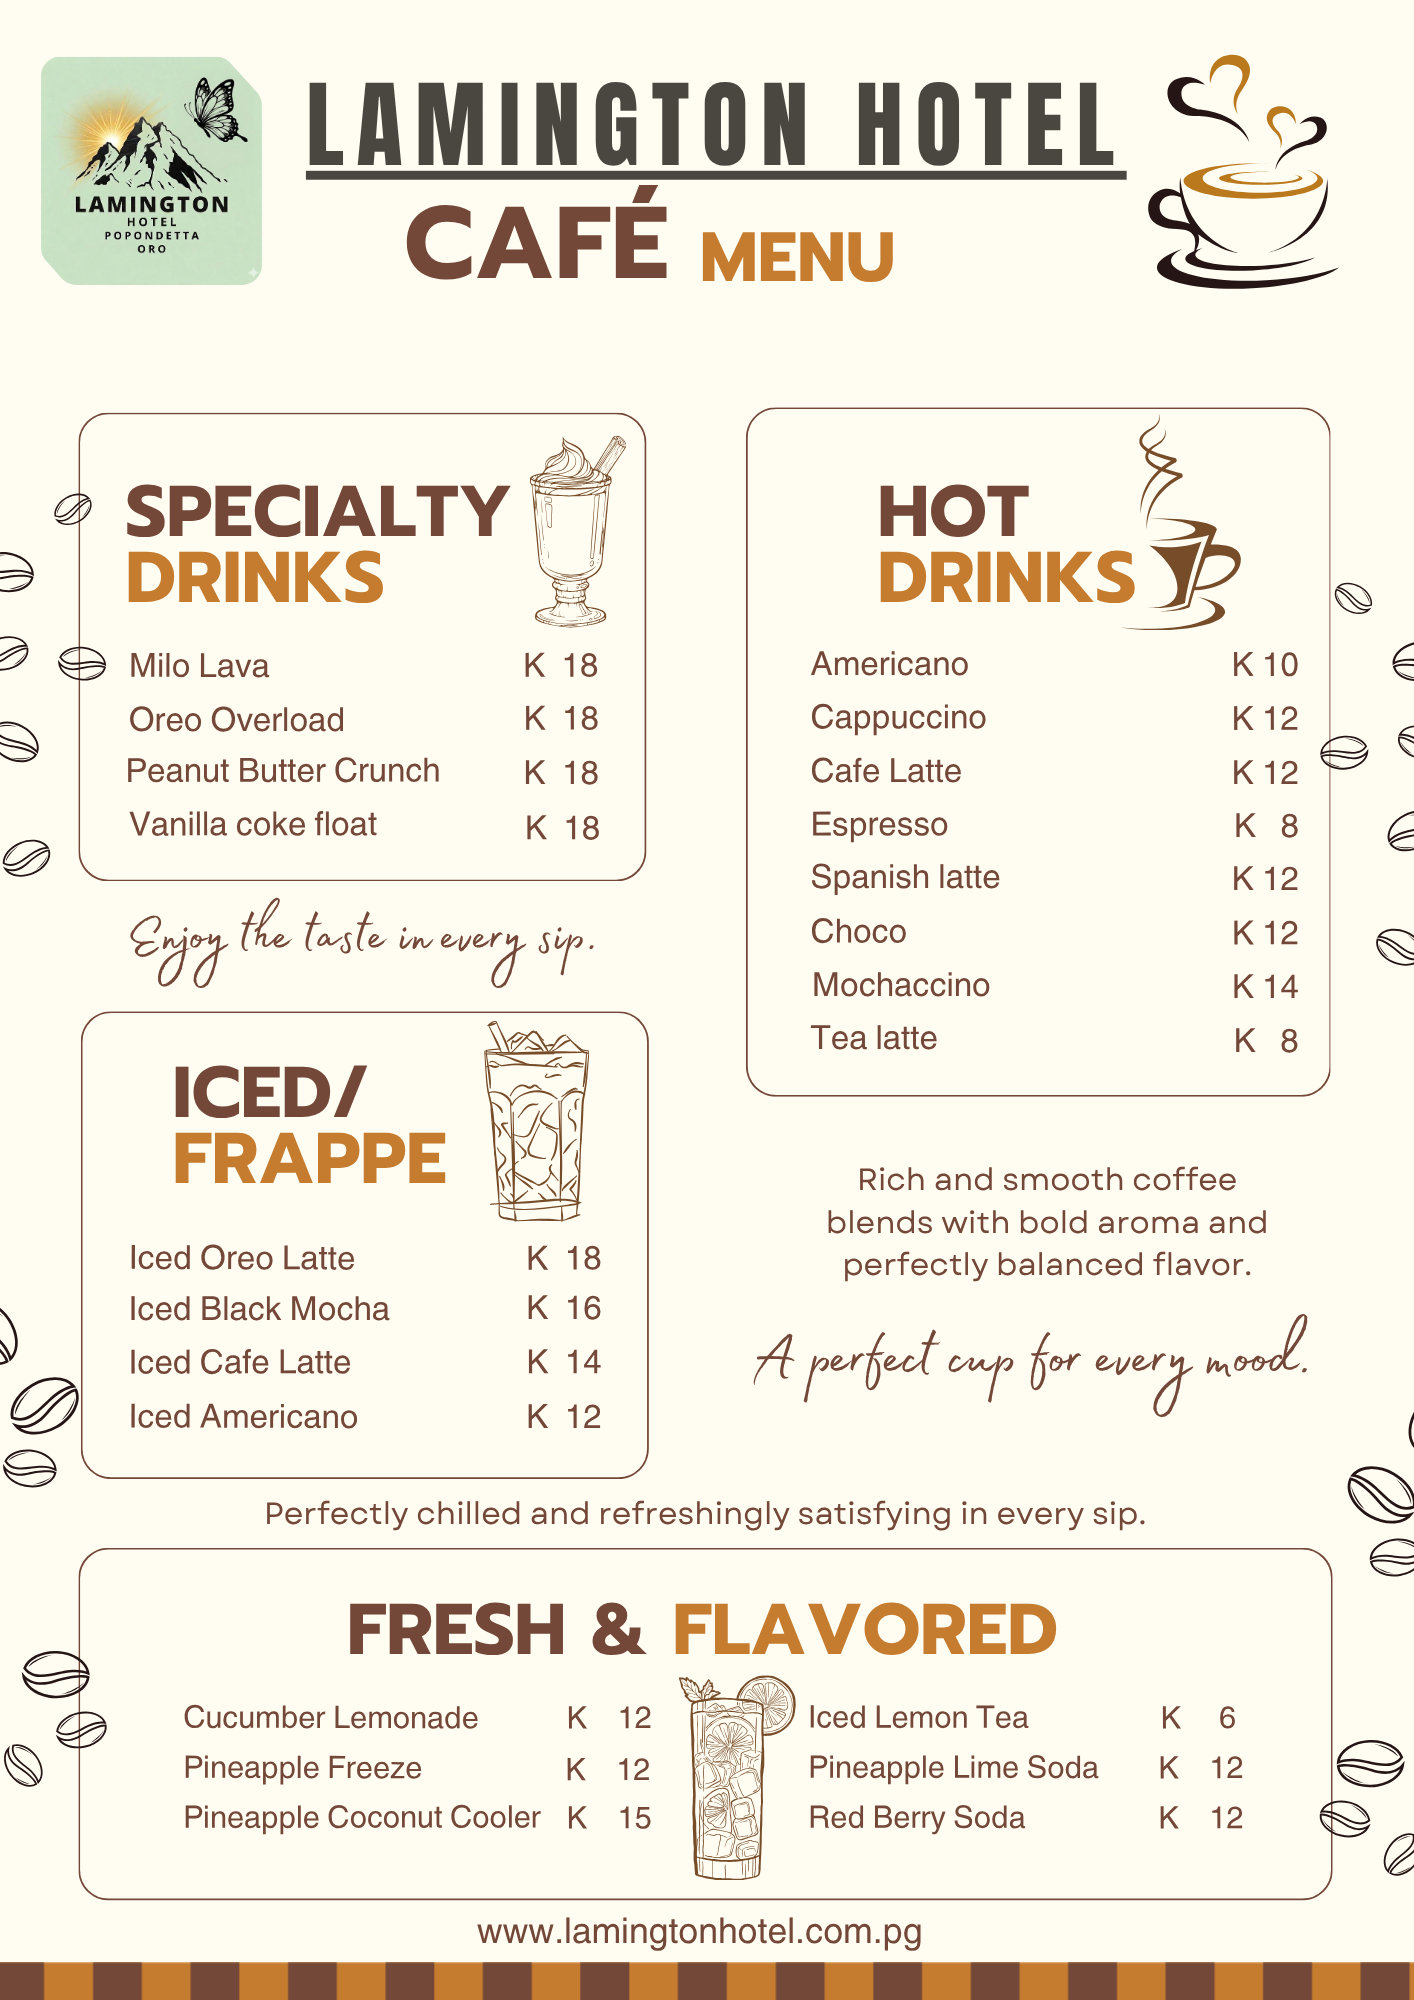 LAMINGTON
HOTEL
POPONDETTA
ORO
LAMINGTON HOTEL
CAFÉ MENU
SPECIALTY
DRINKS
Milo Lava K 18
Oreo Overload K 18
Peanut Butter Crunch K 18
Vanilla coke float K 18
Enjoy the taste in every sip.
HOT
DRINKS
Americano K 10
Cappuccino K 12
Cafe Latte K 12
Espresso K 8
Spanish latte K 12
Choco K 12
Mochaccino K 14
Tea latte K 8
ICED/
FRAPPE
Iced Oreo Latte K 18
Iced Black Mocha K 16
Iced Cafe Latte K 14
Iced Americano K 12
Rich and smooth coffee
blends with bold aroma and
perfectly balanced flavor.
A perfect cup for every mood.
Perfectly chilled and refreshingly satisfying in every sip.
FRESH & FLAVORED
Cucumber Lemonade K 12
Pineapple Freeze K 12
Pineapple Coconut Cooler K 15
Iced Lemon Tea K 6
Pineapple Lime Soda K 12
Red Berry Soda K 12
www.lamingtonhotel.com.pg